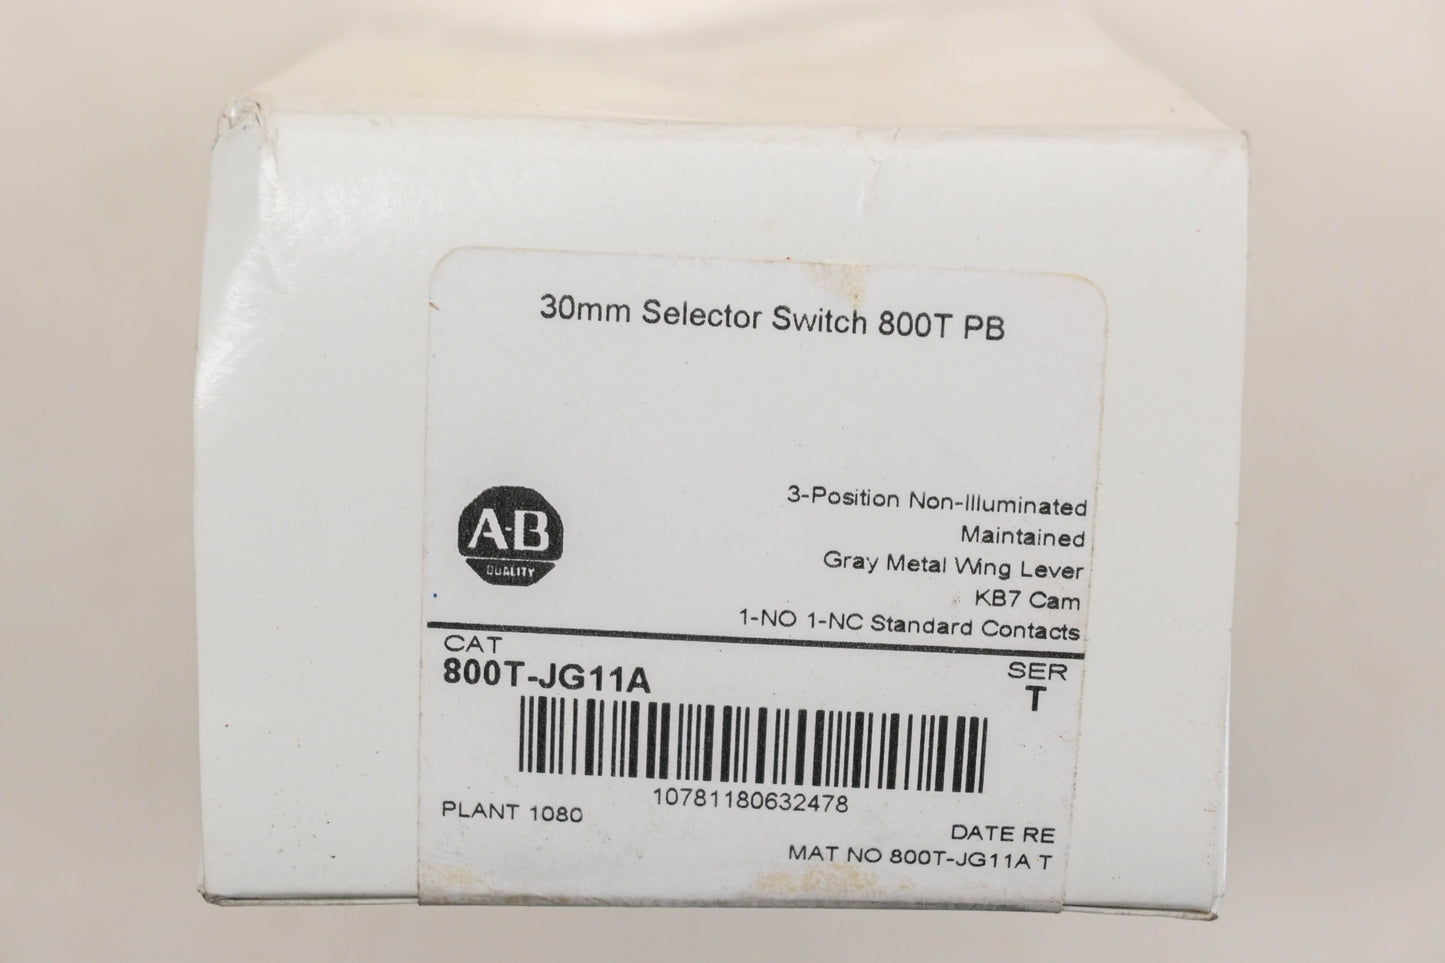 30mm Selector Switch 800T PB
3-Position Non-Illuminated
Maintained
Gray Metal Wing Lever
KB7 Cam
1-NO 1-NC Standard Contacts
A-B
QUALITY
CAT
800T-JG11A
SER
T
10781180632478
PLANT 1080
DATE RE
MAT NO 800T-JG11A T